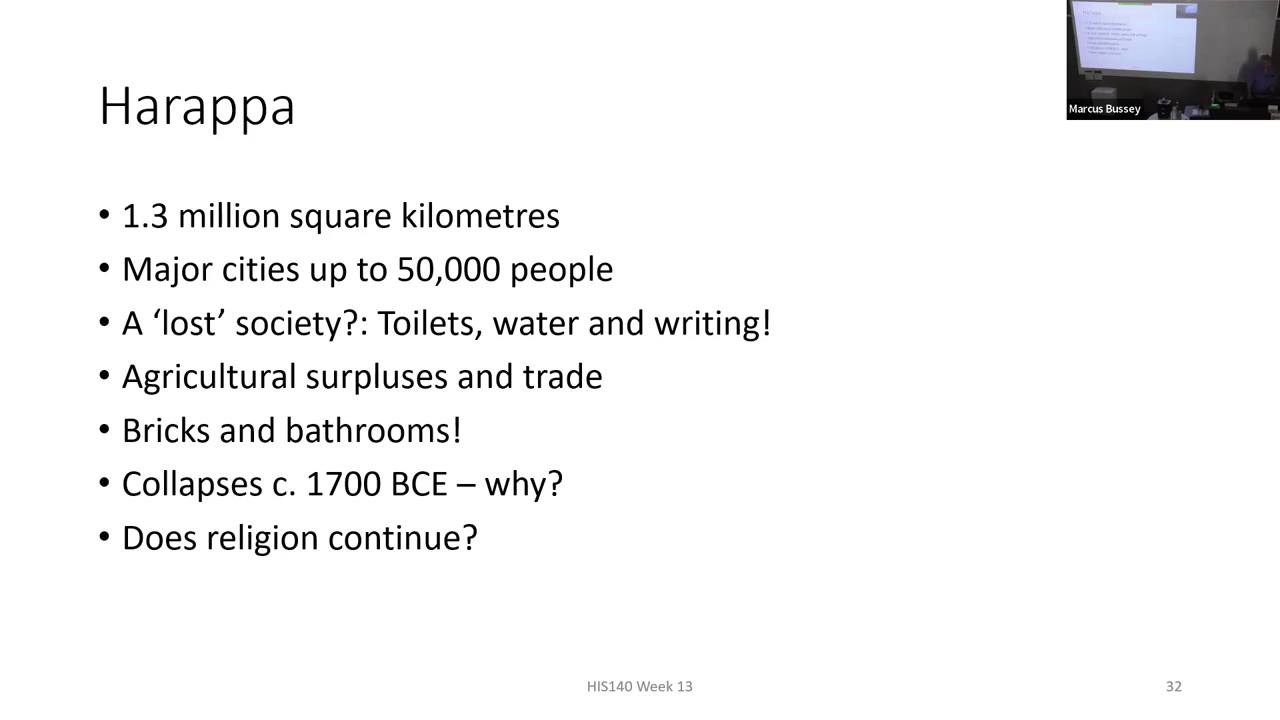 Harappa
• 1.3 million square kilometres
• Major cities up to 50,000 people
• A ‘lost’ society?: Toilets, water and writing!
• Agricultural surpluses and trade
• Bricks and bathrooms!
• Collapses c. 1700 BCE – why?
• Does religion continue?
Marcus Bussey
HIS140 Week 13
32